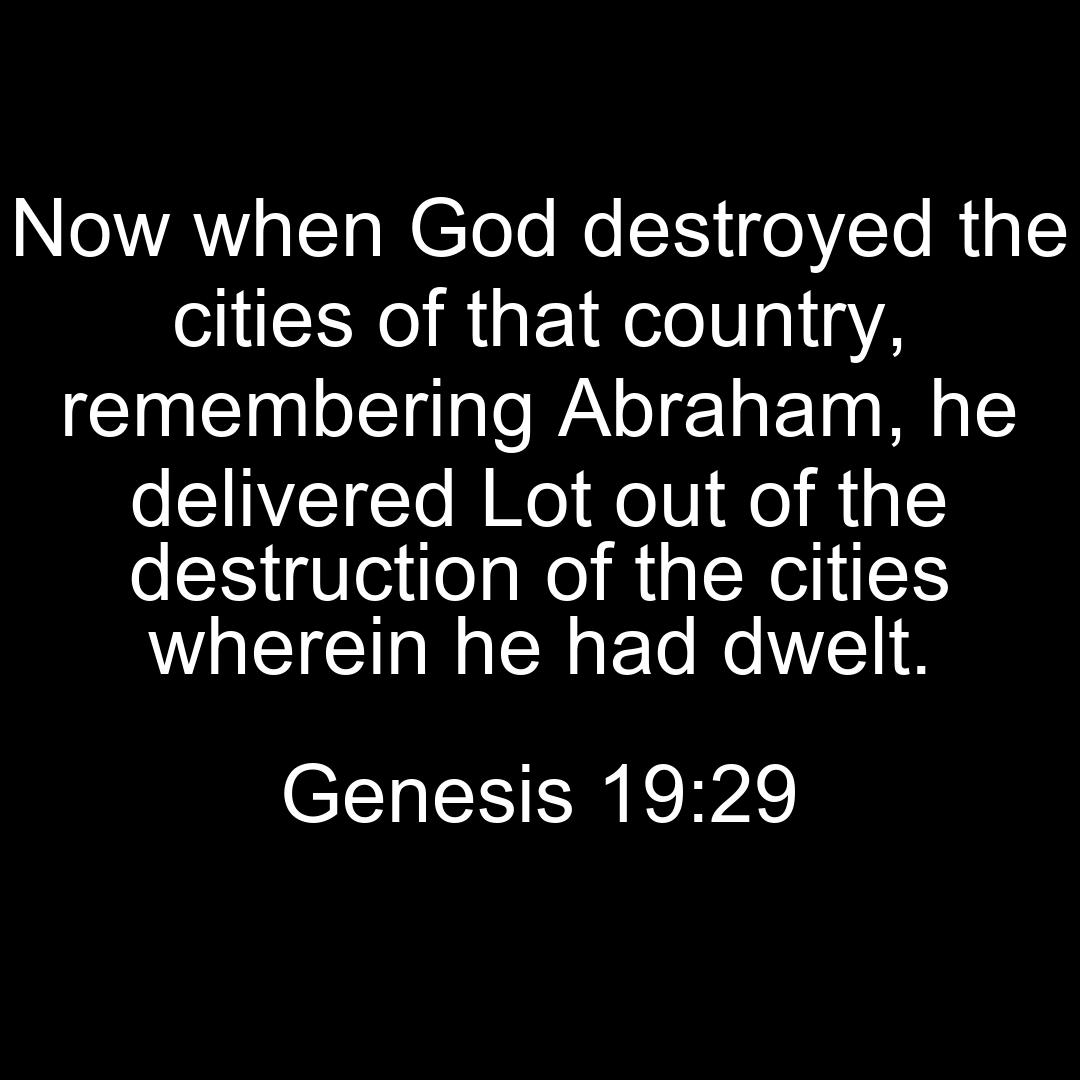 Now when God destroyed the
cities of that country,
remembering Abraham, he
delivered Lot out of the
destruction of the cities
wherein he had dwelt.
Genesis 19:29